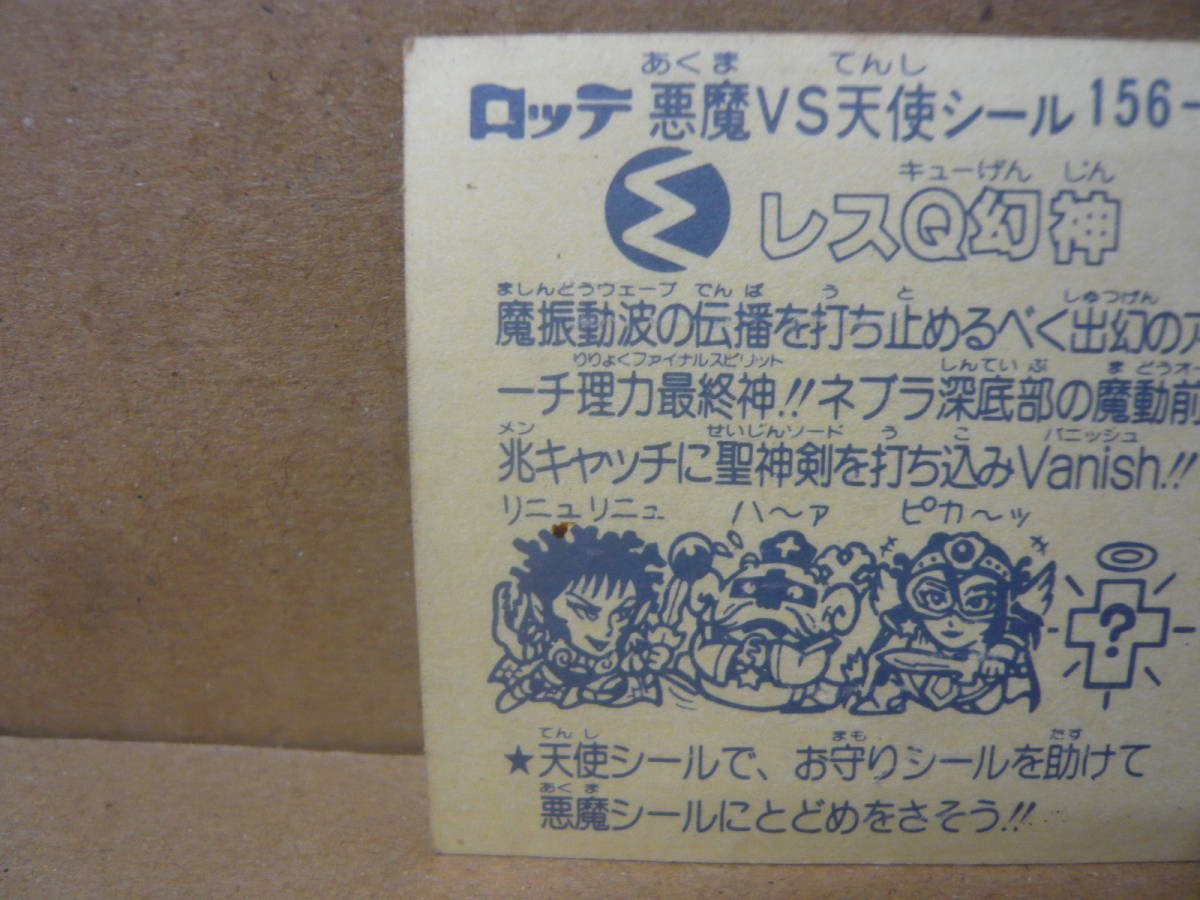 あくま てんし
ロッテ 悪魔VS天使シール 156-
キューげん じん
レスQ幻神
ましんどうウェーブ でんぱ う と しゅつげん
魔振動波の伝播を打ち止めるべく出幻のア
りりょくファイナルスピリット しんてい ぶ ま どうオー
ーチ理力最終神!!ネブラ深底部の魔動前
メン せいじんソード う こ バニッシュ
兆キャッチに聖神剣を打ち込みVanish!!
リニュリニュ ハ〜ァ ピカ〜ッ
?
てんし まも たす
★天使シールで、お守りシールを助けて
あくま
悪魔シールにとどめをさそう!!